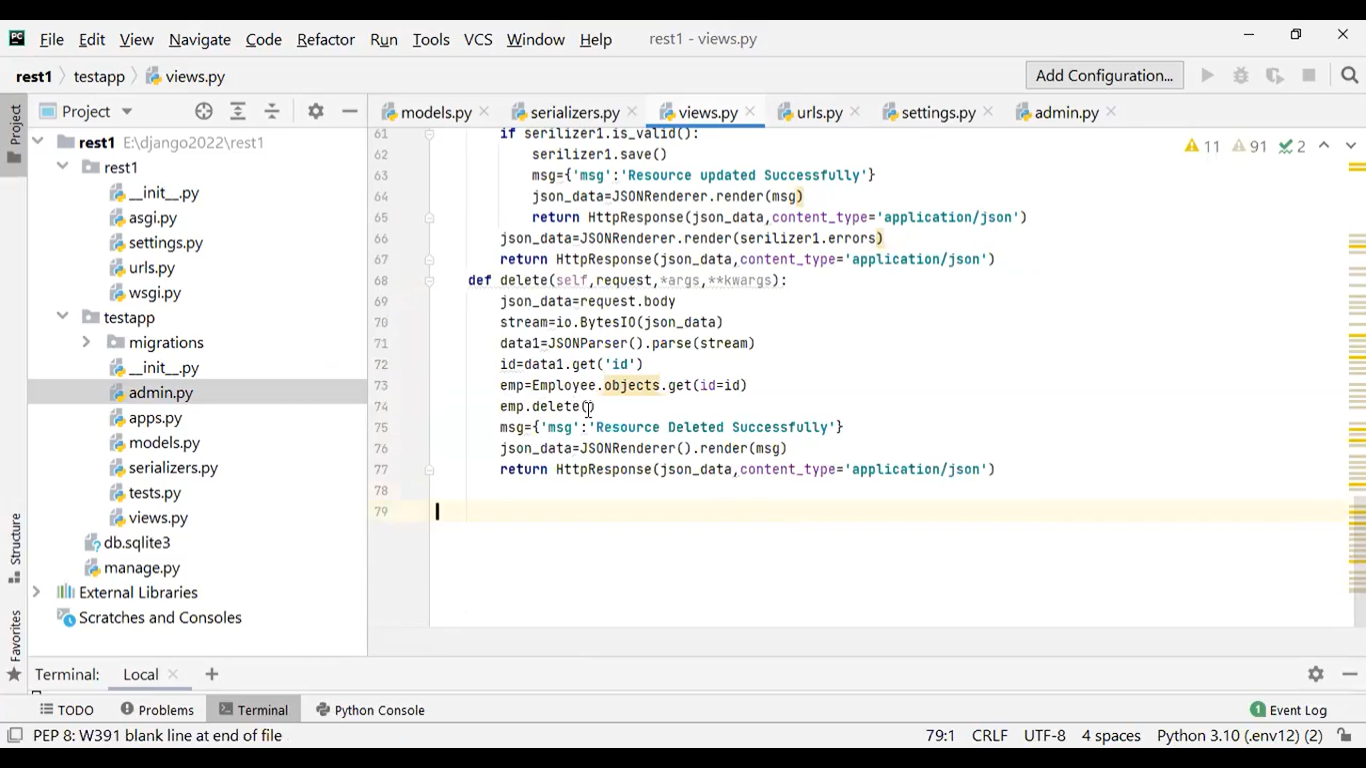 PC File Edit View Navigate Code Refactor Run Tools VCS Window Help rest1 - views.py
rest1 testapp views.py Add Configuration...
Project
Project
models.py serializers.py views.py urls.py settings.py admin.py
rest1 E:\django2022\rest1
rest1
__init__.py
asgi.py
settings.py
urls.py
wsgi.py
testapp
migrations
__init__.py
admin.py
apps.py
models.py
serializers.py
tests.py
views.py
db.sqlite3
manage.py
External Libraries
Scratches and Consoles
Structure
Favorites
11 91 2
61 if serilizer1.is_valid():
62 serilizer1.save()
63 msg={'msg':'Resource updated Successfully'}
64 json_data=JSONRenderer.render(msg)
65 return HttpResponse(json_data,content_type='application/json')
66 json_data=JSONRenderer.render(serilizer1.errors)
67 return HttpResponse(json_data,content_type='application/json')
68 def delete(self,request,*args,**kwargs):
69 json_data=request.body
70 stream=io.BytesIO(json_data)
71 data1=JSONParser().parse(stream)
72 id=data1.get('id')
73 emp=Employee.objects.get(id=id)
74 emp.delete()
75 msg={'msg':'Resource Deleted Successfully'}
76 json_data=JSONRenderer().render(msg)
77 return HttpResponse(json_data,content_type='application/json')
78
79
Terminal: Local
TODO Problems Terminal Python Console 1 Event Log
PEP 8: W391 blank line at end of file 79:1 CRLF UTF-8 4 spaces Python 3.10 (.env12) (2)